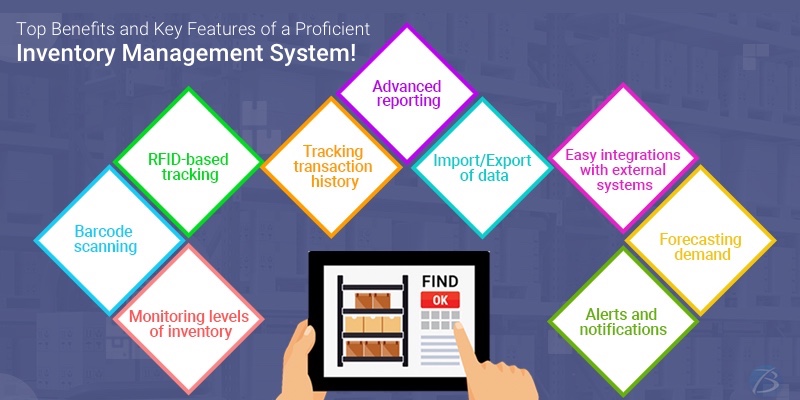 Top Benefits and Key Features of a Proficient
Inventory Management System!
Advanced
reporting
RFID-based
tracking
Tracking
transaction
history
Import/Export
of data
Easy integrations
with external
systems
Barcode
scanning
Forecasting
demand
Monitoring levels
of inventory
Alerts and
notifications
FIND
OK